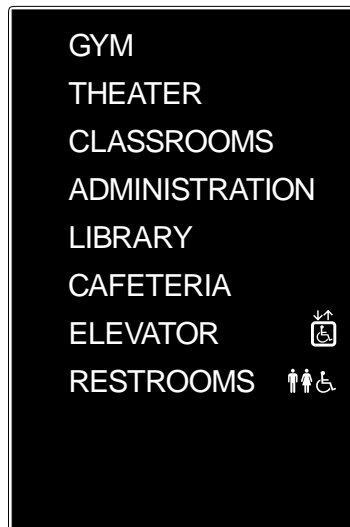 GYM
THEATER
CLASSROOMS
ADMINISTRATION
LIBRARY
CAFETERIA
ELEVATOR
RESTROOMS